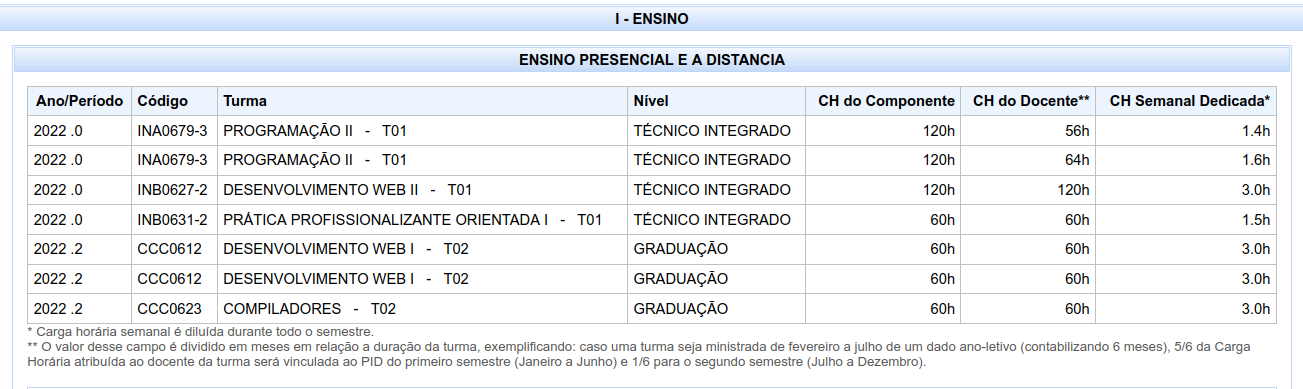 I - ENSINO
ENSINO PRESENCIAL E A DISTANCIA
Ano/Período Código Turma Nível CH do Componente CH do Docente** CH Semanal Dedicada*
2022 .0 INA0679-3 PROGRAMAÇÃO II - T01 TÉCNICO INTEGRADO 120h 56h 1.4h
2022 .0 INA0679-3 PROGRAMAÇÃO II - T01 TÉCNICO INTEGRADO 120h 64h 1.6h
2022 .0 INB0627-2 DESENVOLVIMENTO WEB II - T01 TÉCNICO INTEGRADO 120h 120h 3.0h
2022 .0 INB0631-2 PRÁTICA PROFISSIONALIZANTE ORIENTADA I - T01 TÉCNICO INTEGRADO 60h 60h 1.5h
2022 .2 CCC0612 DESENVOLVIMENTO WEB I - T02 GRADUAÇÃO 60h 60h 3.0h
2022 .2 CCC0612 DESENVOLVIMENTO WEB I - T02 GRADUAÇÃO 60h 60h 3.0h
2022 .2 CCC0623 COMPILADORES - T02 GRADUAÇÃO 60h 60h 3.0h
* Carga horária semanal é diluída durante todo o semestre.
** O valor desse campo é dividido em meses em relação a duração da turma, exemplificando: caso uma turma seja ministrada de fevereiro a julho de um dado ano-letivo (contabilizando 6 meses), 5/6 da Carga
Horária atribuída ao docente da turma será vinculada ao PID do primeiro semestre (Janeiro a Junho) e 1/6 para o segundo semestre (Julho a Dezembro).